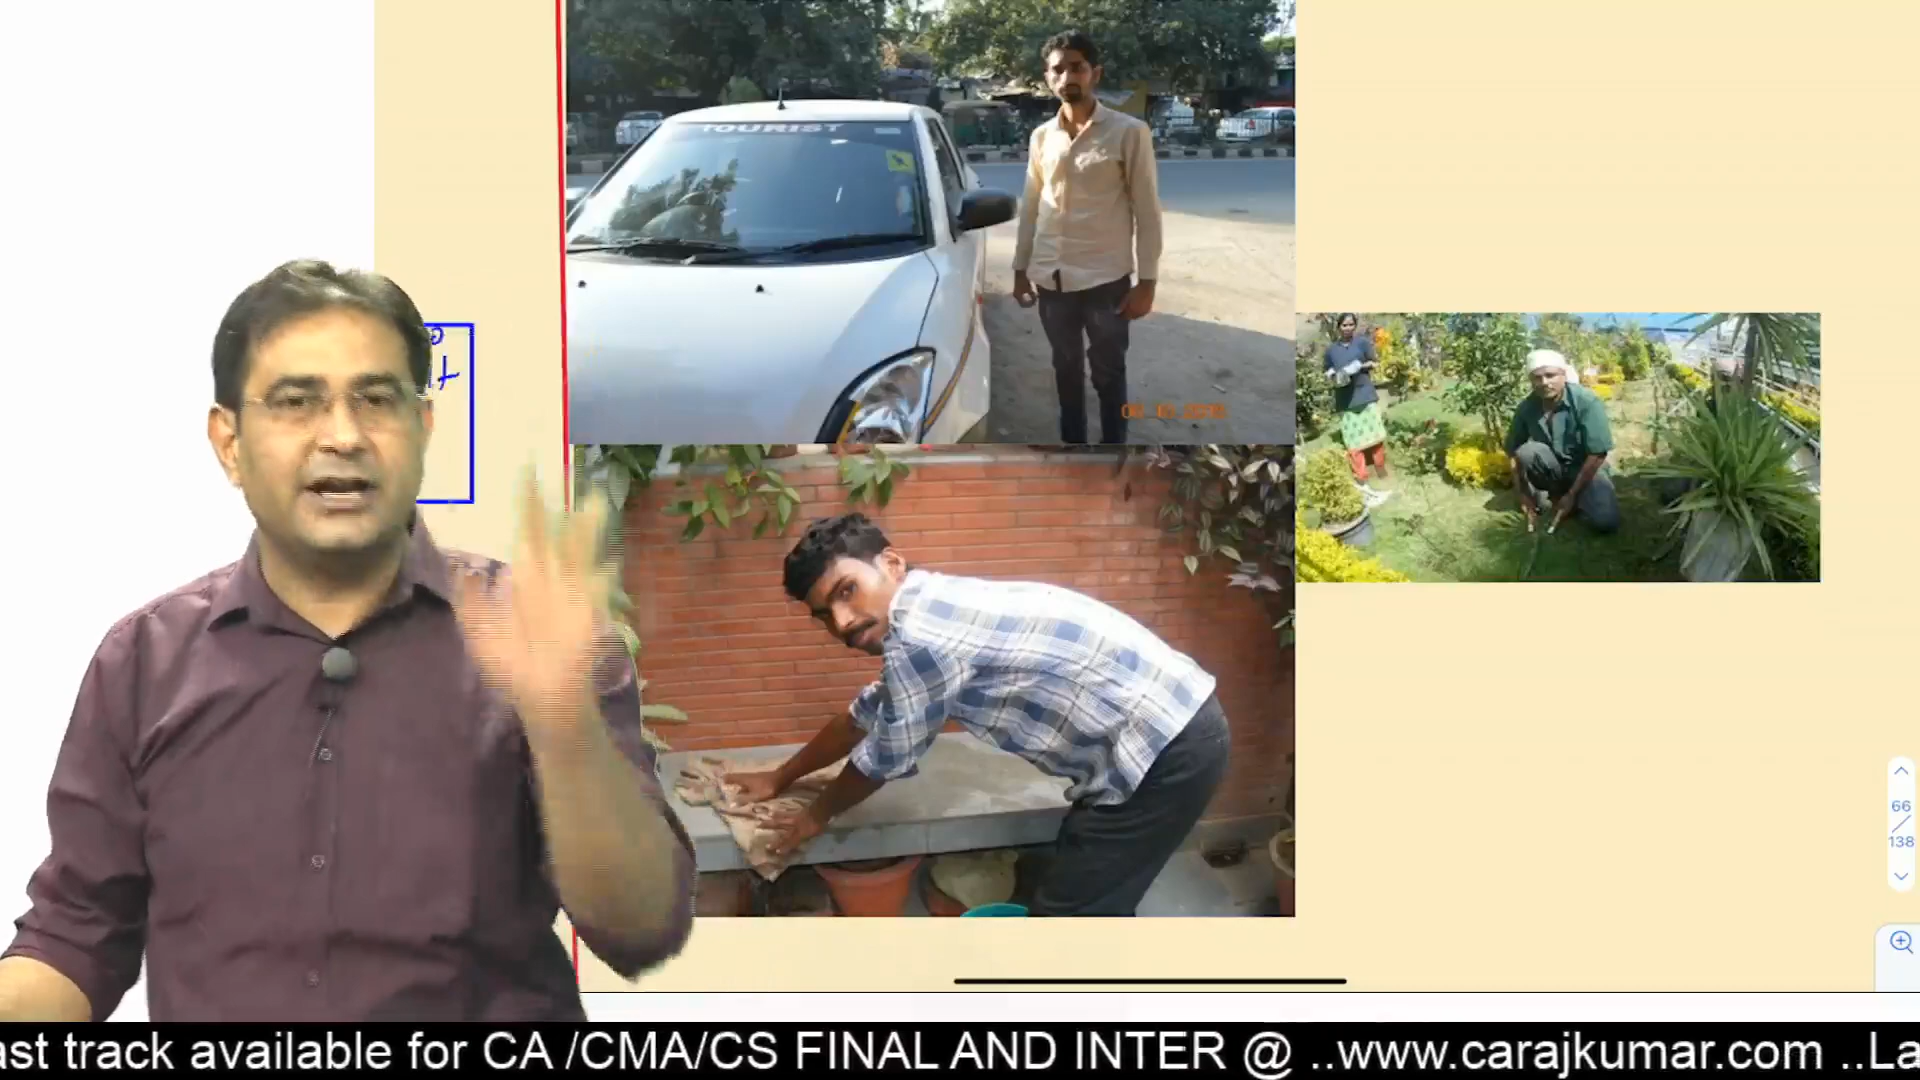 TOURIST
66
138
ast track available for CA /CMA/CS FINAL AND INTER @ ..www.carajkumar.com ..La